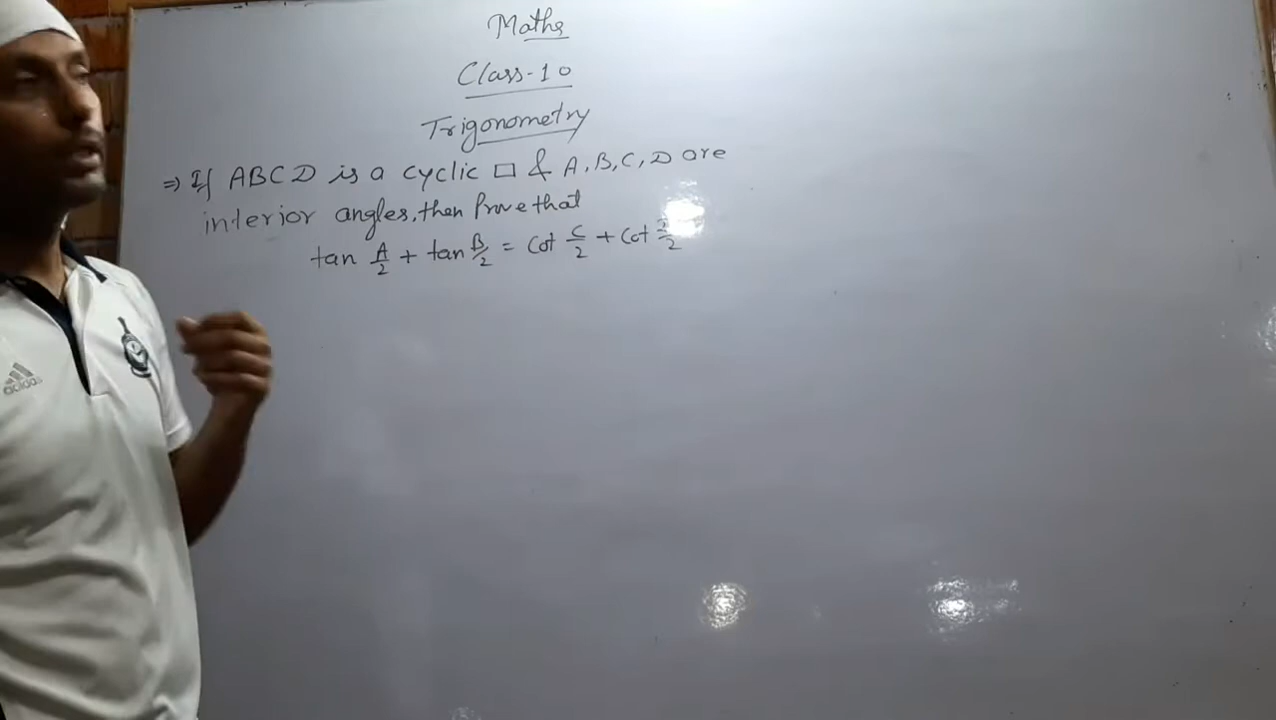 Maths
Class-10
Trigonometry
⇒ If ABCD is a cyclic □ & A, B, C, D are
interior angles, then Prove that
tan A/2 + tan B/2 = Cot C/2 + Cot /2
adidas